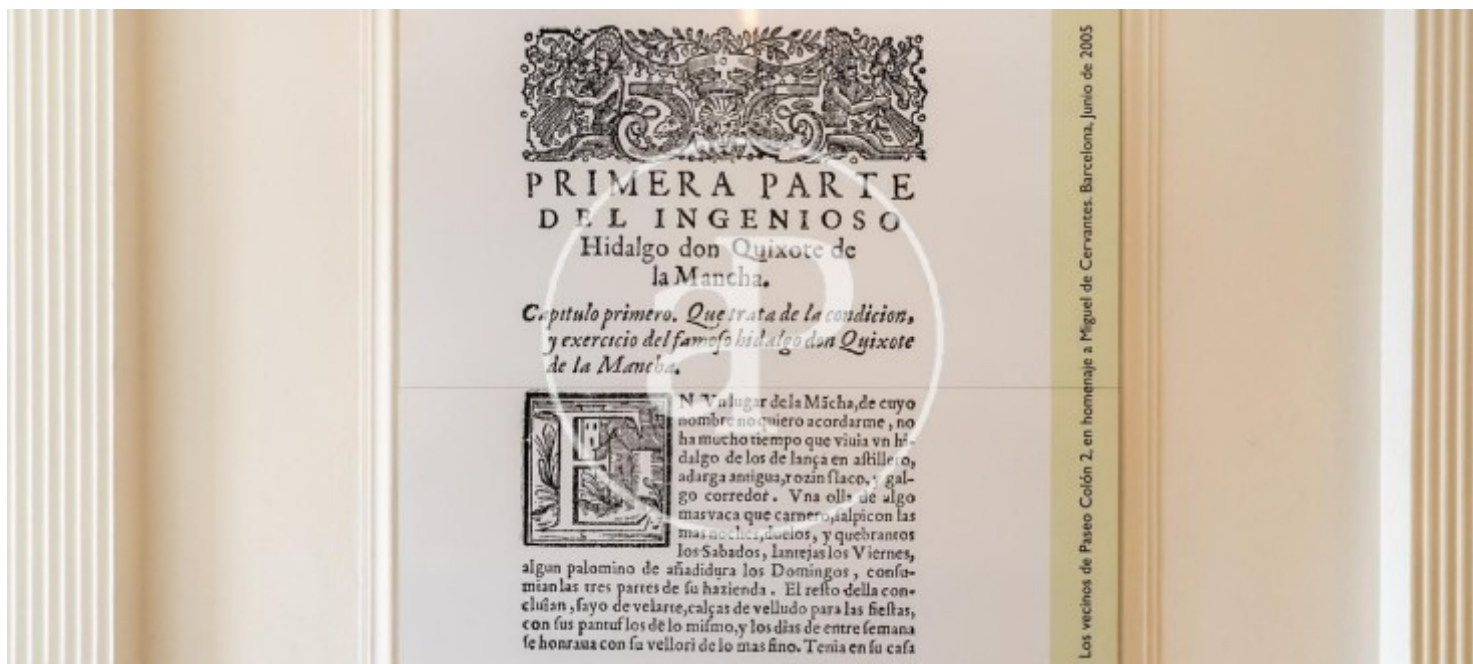 PRIMERA PARTE
DEL INGENIOSO
Hidalgo don Quixote de
la Mancha.
Capitulo primero. Que trata de la condicion,
y exercicio del famoſo hidalgo don Quixote
de la Mancha.
EN Vn lugar de la Mãcha, de cuyo
nombre no quiero acordarme, no
ha mucho tiempo que viuia vn hi-
dalgo de los de lança en aſtillero,
adarga antigua, rozin flaco, y gal-
go corredor. Vna olla de algo
mas vaca que carnero, ſalpicon las
mas noches, duelos, y quebrantos
los Sabados, lantejas los Viernes,
algun palomino de añadidura los Domingos, conſu-
mian las tres partes de ſu hazienda. El reſto della con-
cluian, ſayo de velarte, calças de velludo para las fieſtas,
con ſus pantuflos de lo miſmo, y los dias de entre ſemana
ſe honraua con ſu vellori de lo mas fino. Tenia en ſu caſa
Los vecinos de Paseo Colón 2, en homenaje a Miguel de Cervantes. Barcelona, Junio de 2005
aP